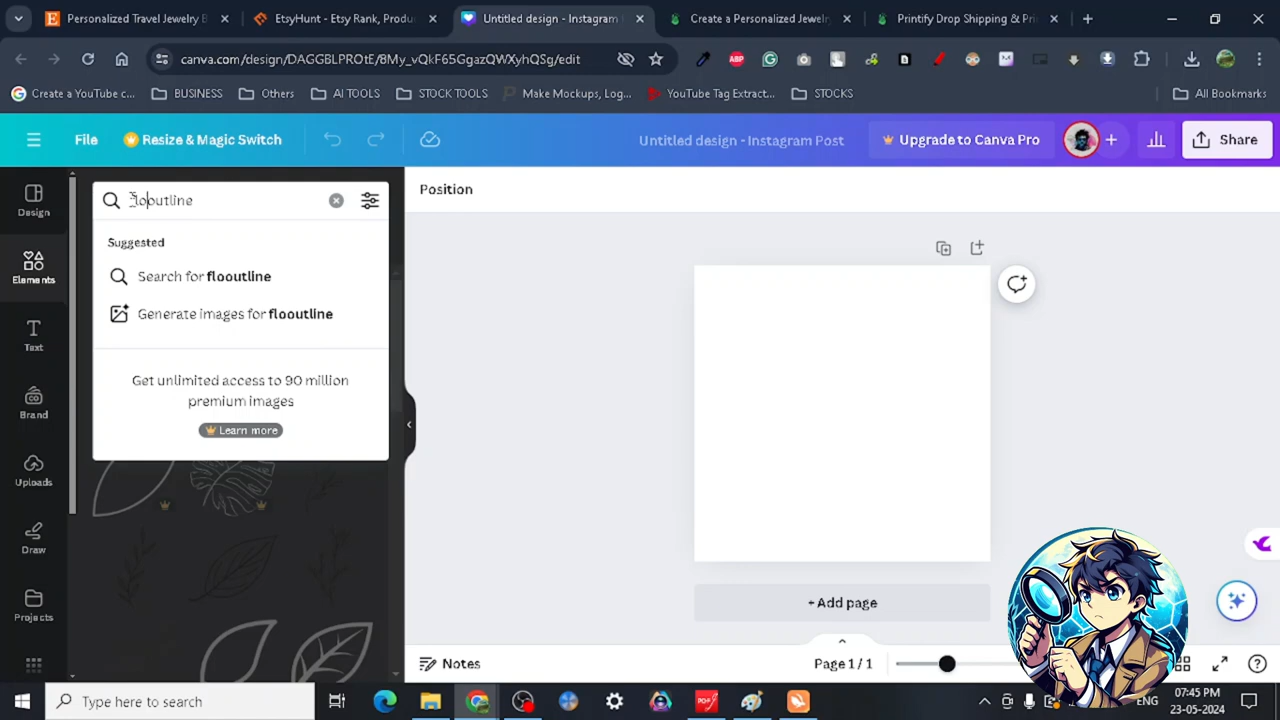 Personalized Travel Jewelry B
EtsyHunt - Etsy Rank, Produ
Untitled design - Instagram
Create a Personalized Jewelr
Printify Drop Shipping & Pri
canva.com/design/DAGGBLPROtE/8My_vQkF65GgazQWXyhQSg/edit
Create a YouTube c...
BUSINESS
Others
AI TOOLS
STOCK TOOLS
Make Mockups, Log...
YouTube Tag Extract...
STOCKS
All Bookmarks
File
Resize & Magic Switch
Untitled design - Instagram Post
Upgrade to Canva Pro
Share
Design
Elements
Text
Brand
Uploads
Draw
Projects
flooutline
Suggested
Search for flooutline
Generate images for flooutline
Get unlimited access to 90 million
premium images
Learn more
Position
+ Add page
Notes
Page 1 / 1
Type here to search
ENG
07:45 PM
23-05-2024